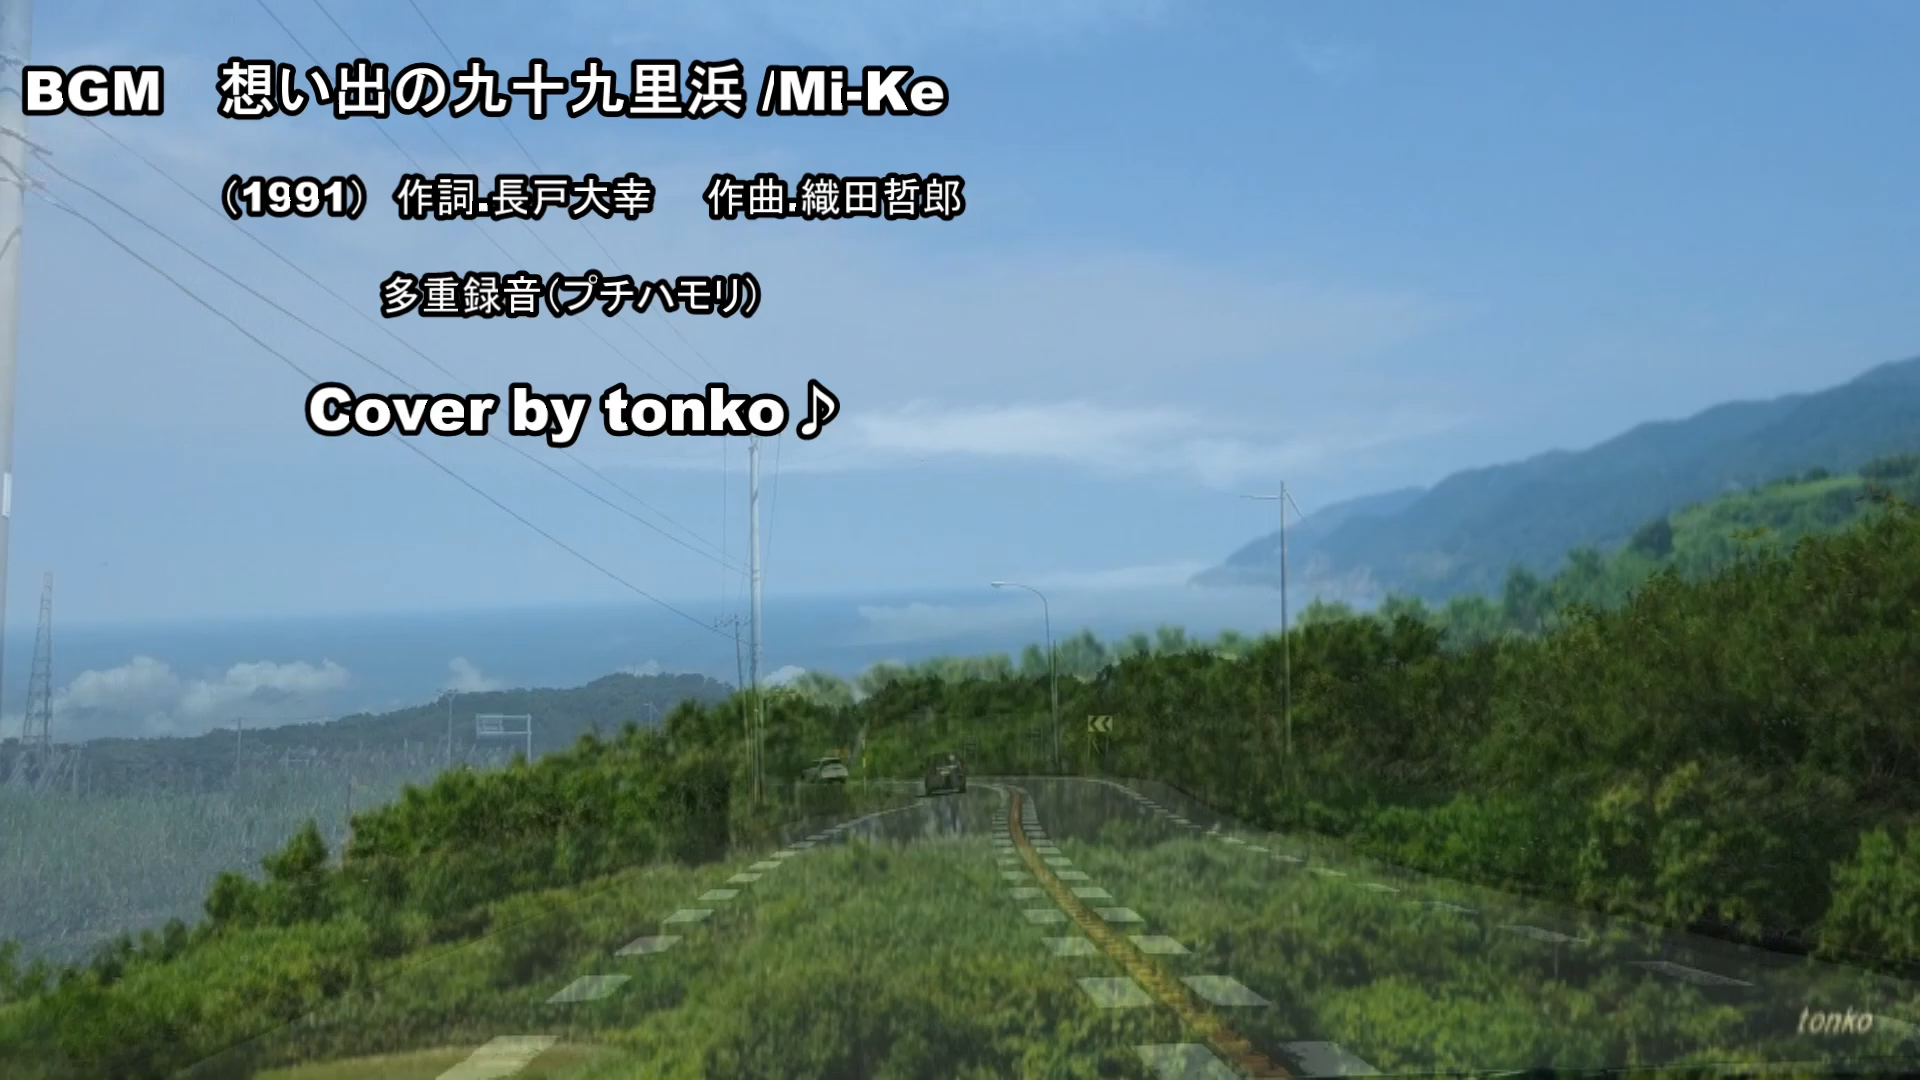 BGM　想い出の九十九里浜 /Mi-Ke
（1991） 作詞.長戸大幸　作曲.織田哲郎
多重録音（プチハモリ）
Cover by tonko♪
tonko